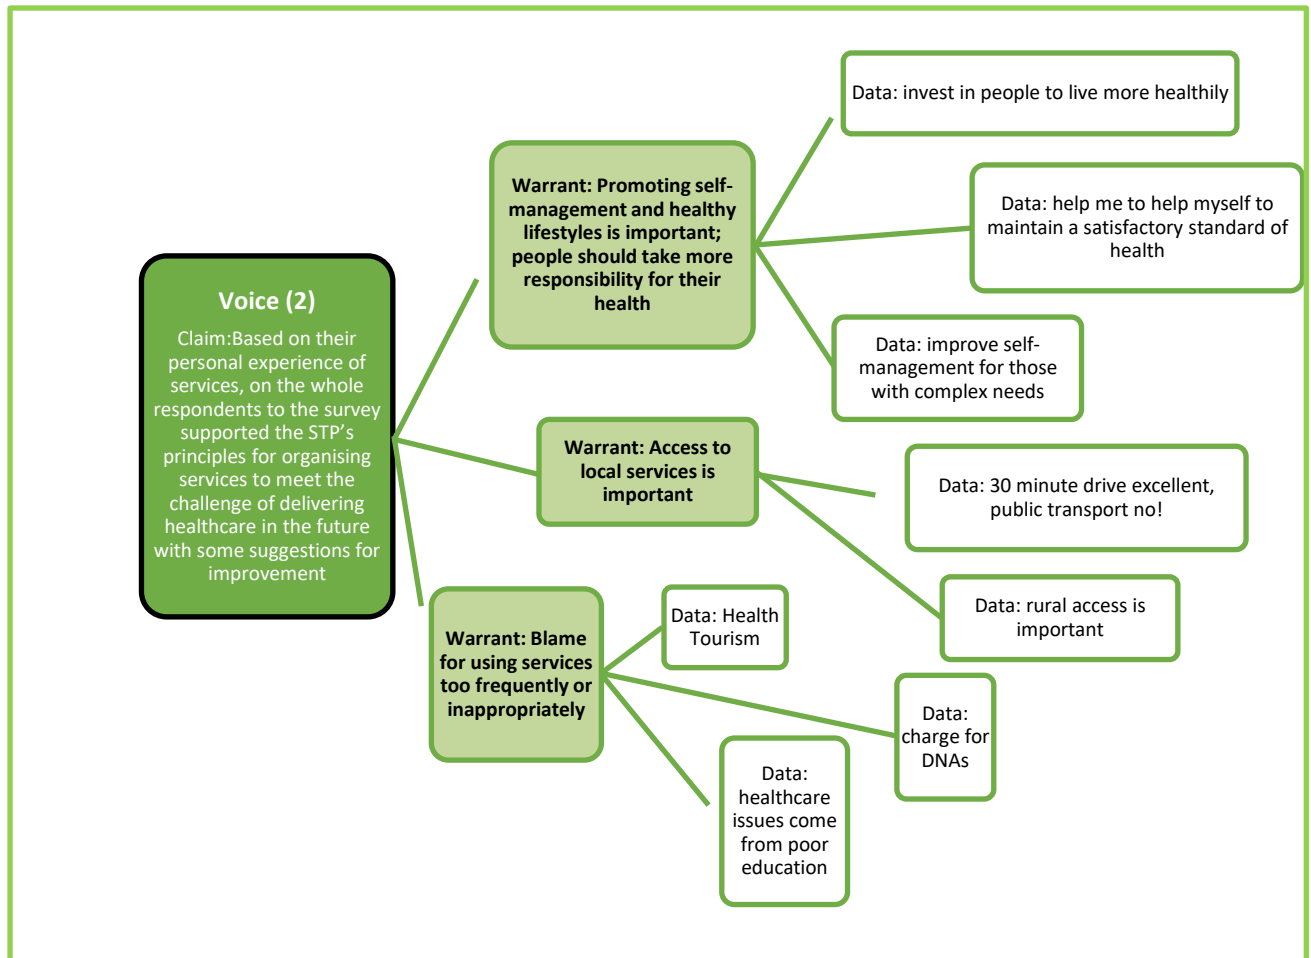 Voice (2)
Claim:Based on their
personal experience of
services, on the whole
respondents to the survey
supported the STP's
principles for organising
services to meet the
challenge of delivering
healthcare in the future
with some suggestions for
improvement
Warrant: Promoting self-
management and healthy
lifestyles is important;
people should take more
responsibility for their
health
Data: invest in people to live more healthily
Data: help me to help myself to
maintain a satisfactory standard of
health
Data: improve self-
management for those
with complex needs
Warrant: Access to
local services is
important
Data: 30 minute drive excellent,
public transport no!
Data: rural access is
important
Warrant: Blame
for using services
too frequently or
inappropriately
Data: Health
Tourism
Data:
charge for
DNAs
Data:
healthcare
issues come
from poor
education